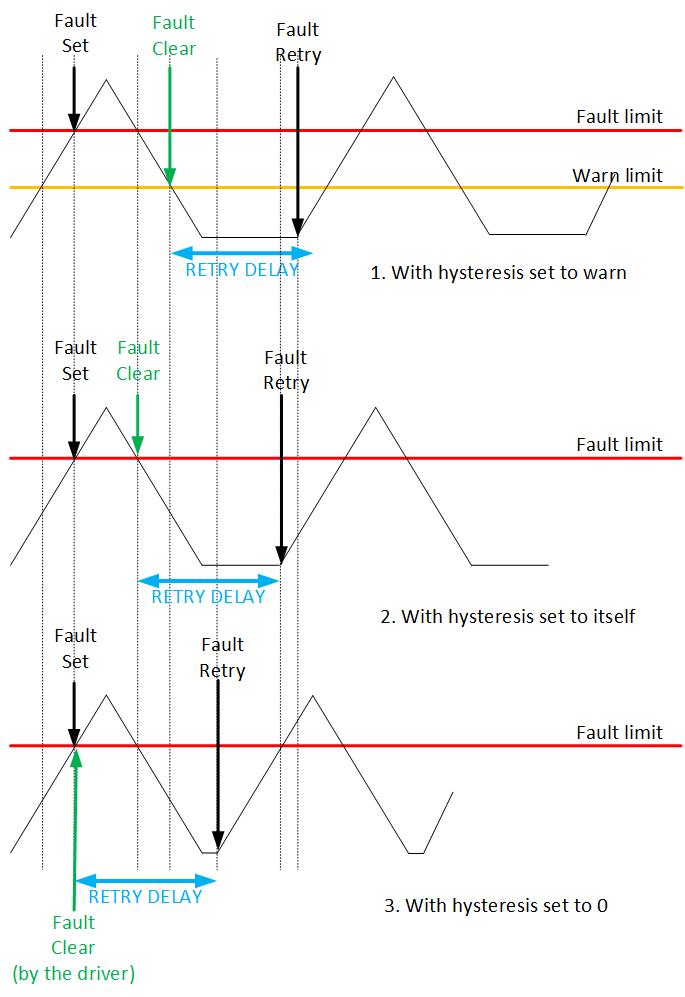 Fault
Set
Fault
Clear
Fault
Retry
Fault limit
Warn limit
RETRY DELAY
1. With hysteresis set to warn
Fault
Set
Fault
Clear
Fault
Retry
Fault limit
RETRY DELAY
2. With hysteresis set to itself
Fault
Set
Fault
Retry
Fault limit
RETRY DELAY
3. With hysteresis set to 0
Fault
Clear
(by the driver)